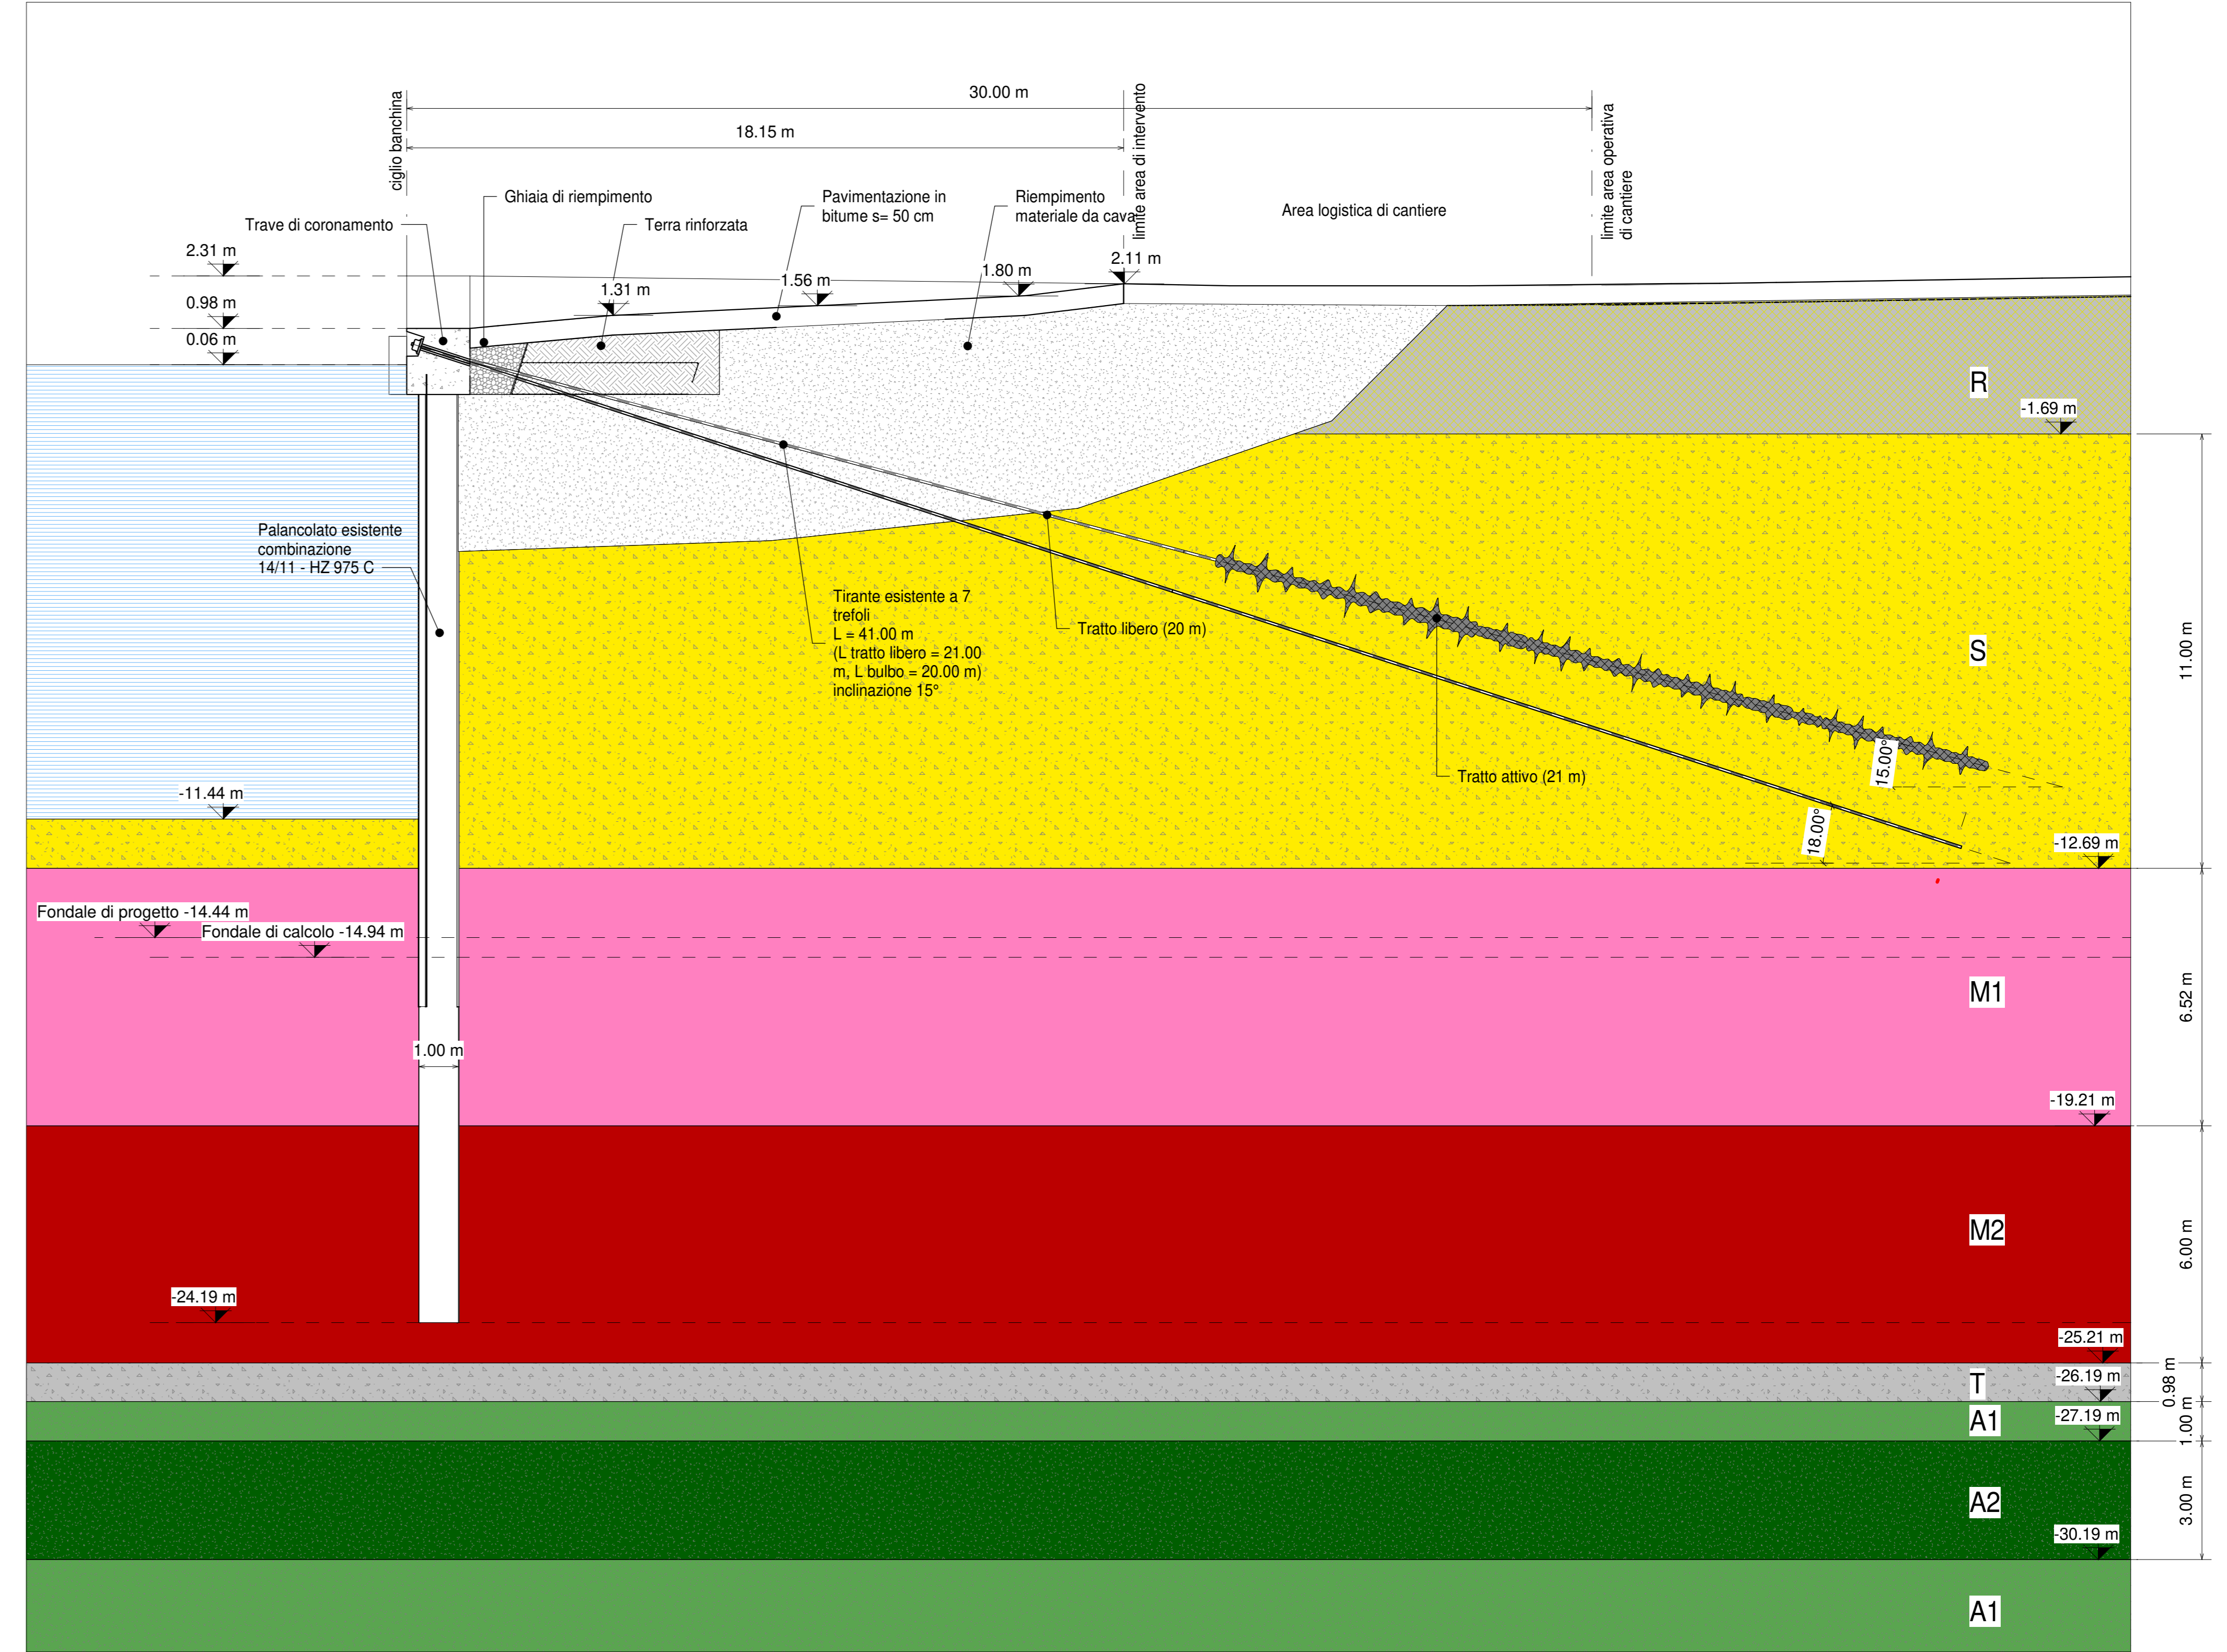 30.00 m
18.15 m
ciglio banchina
limite area di intervento
limite area operativa
di cantiere
Ghiaia di riempimento
Pavimentazione in
bitume s= 50 cm
Riempimento
materiale da cava
Area logistica di cantiere
Trave di coronamento
Terra rinforzata
2.31 m
2.11 m
1.80 m
1.56 m
1.31 m
0.98 m
0.06 m
R
-1.69 m
Palancolato esistente
combinazione
14/11 - HZ 975 C
Tirante esistente a 7
trefoli
L = 41.00 m
(L tratto libero = 21.00
m, L bulbo = 20.00 m)
inclinazione 15°
Tratto libero (20 m)
S
11.00 m
Tratto attivo (21 m)
15.00°
18.00°
-11.44 m
-12.69 m
Fondale di progetto -14.44 m
Fondale di calcolo -14.94 m
M1
6.52 m
1.00 m
-19.21 m
M2
6.00 m
-24.19 m
-25.21 m
T
-26.19 m
0.98 m
A1
-27.19 m
1.00 m
A2
3.00 m
-30.19 m
A1